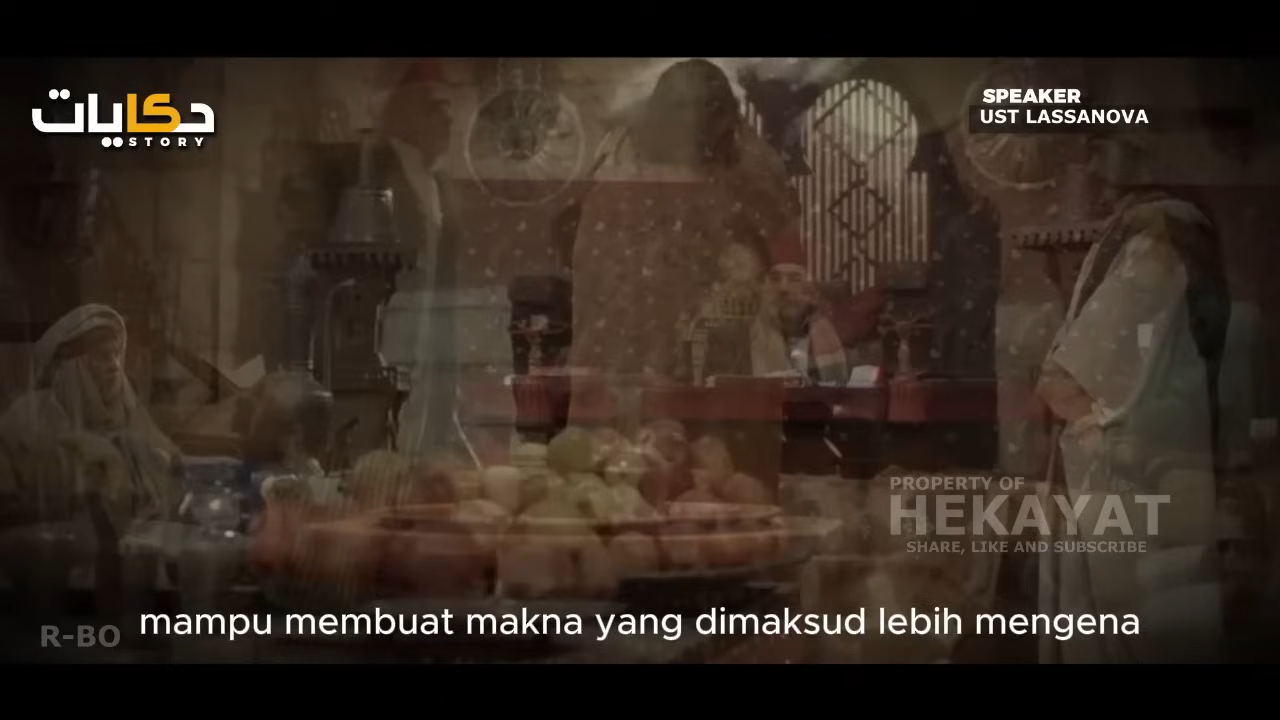 حكايات
STORY
SPEAKER
UST LASSANOVA
PROPERTY OF
HEKAYAT
SHARE, LIKE AND SUBSCRIBE
R-BO
mampu membuat makna yang dimaksud lebih mengena